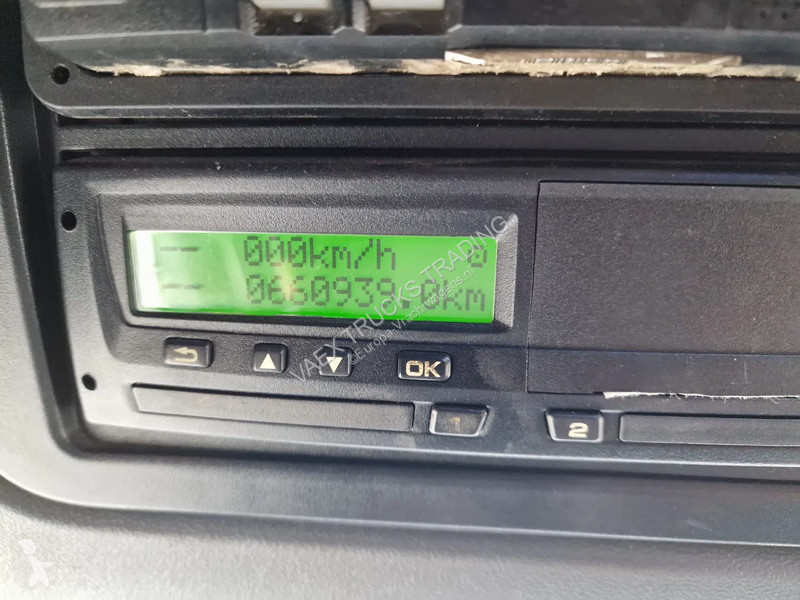 -- 000km/h
-- 0660939.0km
OK
1
2
VAEX TRUCKS TRADING